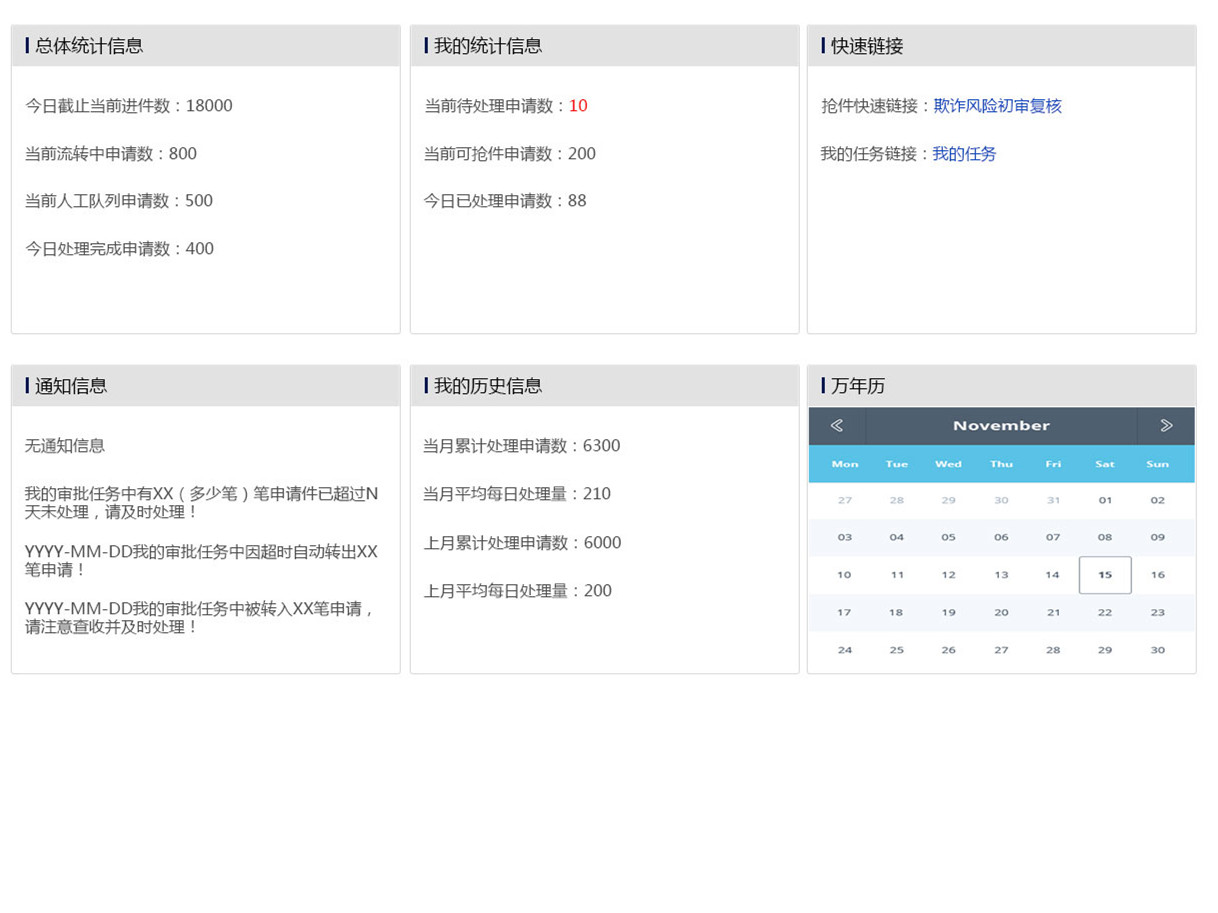 总体统计信息
今日截止当前进件数：18000
当前流转中申请数：800
当前人工队列申请数：500
今日处理完成申请数：400
我的统计信息
当前待处理申请数：10
当前可抢件申请数：200
今日已处理申请数：88
快速链接
抢件快速链接：欺诈风险初审复核
我的任务链接：我的任务
通知信息
无通知信息
我的审批任务中有XX（多少笔）笔申请件已超过N
天未处理，请及时处理！
YYYY-MM-DD我的审批任务中因超时自动转出XX
笔申请！
YYYY-MM-DD我的审批任务中被转入XX笔申请，
请注意查收并及时处理！
我的历史信息
当月累计处理申请数：6300
当月平均每日处理量：210
上月累计处理申请数：6000
上月平均每日处理量：200
万年历
November
Mon Tue Wed Thu Fri Sat Sun
27 28 29 30 31 01 02
03 04 05 06 07 08 09
10 11 12 13 14 15 16
17 18 19 20 21 22 23
24 25 26 27 28 29 30